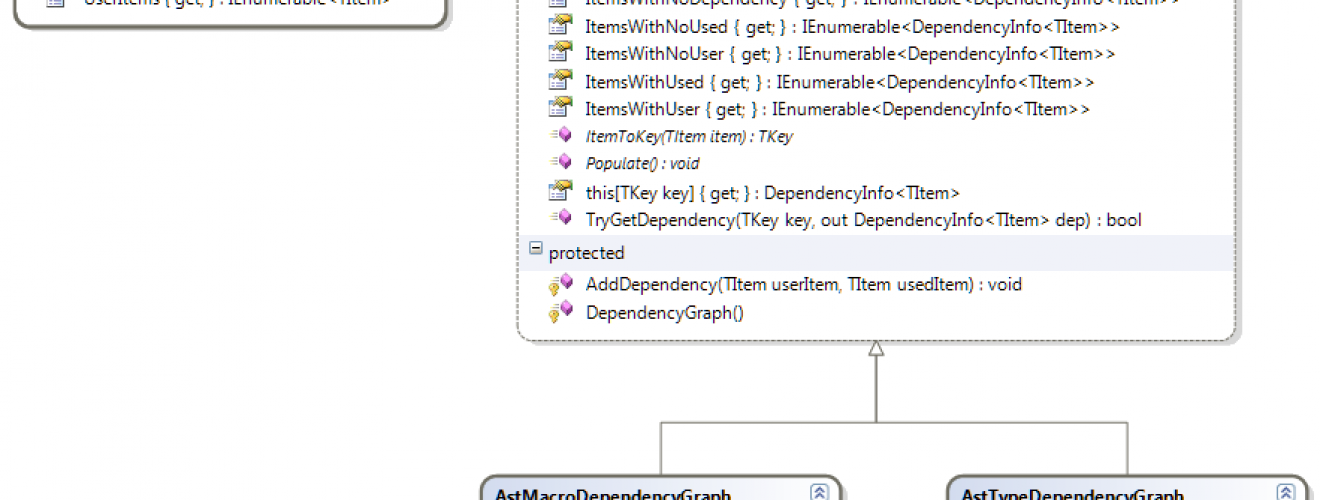 UserItems { get; } : IEnumerable<TItem>
ItemsWithNoDependency { get; } : IEnumerable<DependencyInfo<TItem>>
ItemsWithNoUsed { get; } : IEnumerable<DependencyInfo<TItem>>
ItemsWithNoUser { get; } : IEnumerable<DependencyInfo<TItem>>
ItemsWithUsed { get; } : IEnumerable<DependencyInfo<TItem>>
ItemsWithUser { get; } : IEnumerable<DependencyInfo<TItem>>
ItemToKey(TItem item) : TKey
Populate() : void
this[TKey key] { get; } : DependencyInfo<TItem>
TryGetDependency(TKey key, out DependencyInfo<TItem> dep) : bool
protected
AddDependency(TItem userItem, TItem usedItem) : void
DependencyGraph()
AstMacroDependencyGraph
AstTypeDependencyGraph